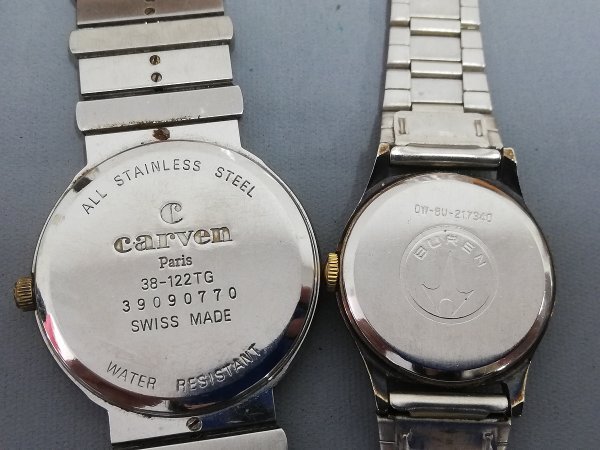 ALL STAINLESS STEEL
C
carven
Paris
38-122TG
39090770
SWISS MADE
WATER RESISTANT
BUREN